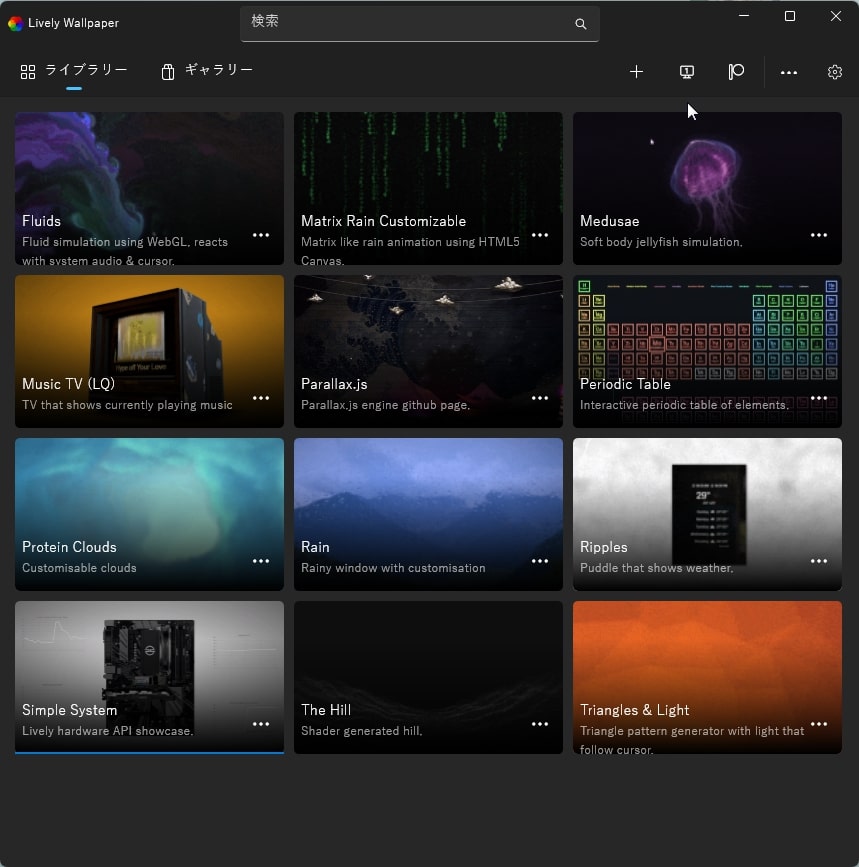 Lively Wallpaper
検索
ライブラリー
ギャラリー
1
Fluids
Fluid simulation using WebGL, reacts
with system audio & cursor.
Matrix Rain Customizable
Matrix like rain animation using HTML5
Canvas.
Medusae
Soft body jellyfish simulation.
Music TV (LQ)
TV that shows currently playing music
Parallax.js
Parallax.js engine github page.
Periodic Table
Interactive periodic table of elements.
Protein Clouds
Customisable clouds
Rain
Rainy window with customisation
29°
Ripples
Puddle that shows weather.
Simple System
Lively hardware API showcase.
The Hill
Shader generated hill.
Triangles & Light
Triangle pattern generator with light that
follow cursor.